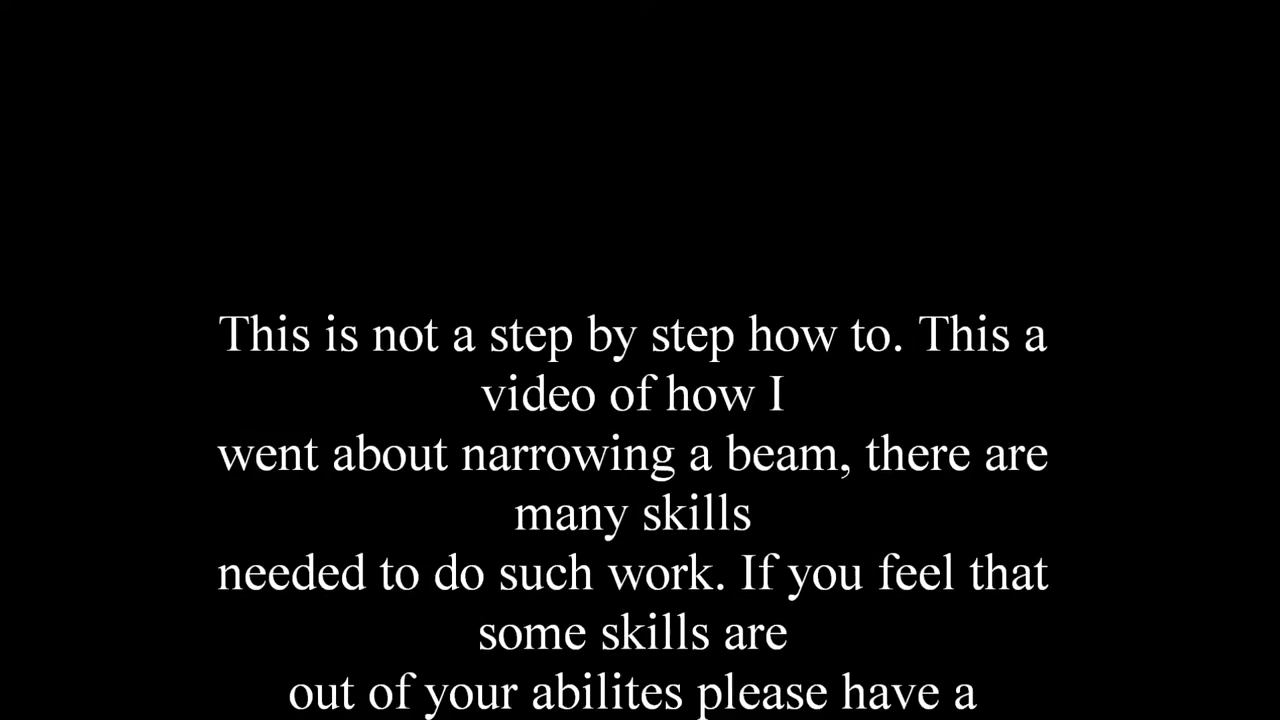 This is not a step by step how to. This a
video of how I
went about narrowing a beam, there are
many skills
needed to do such work. If you feel that
some skills are
out of your abilites please have a